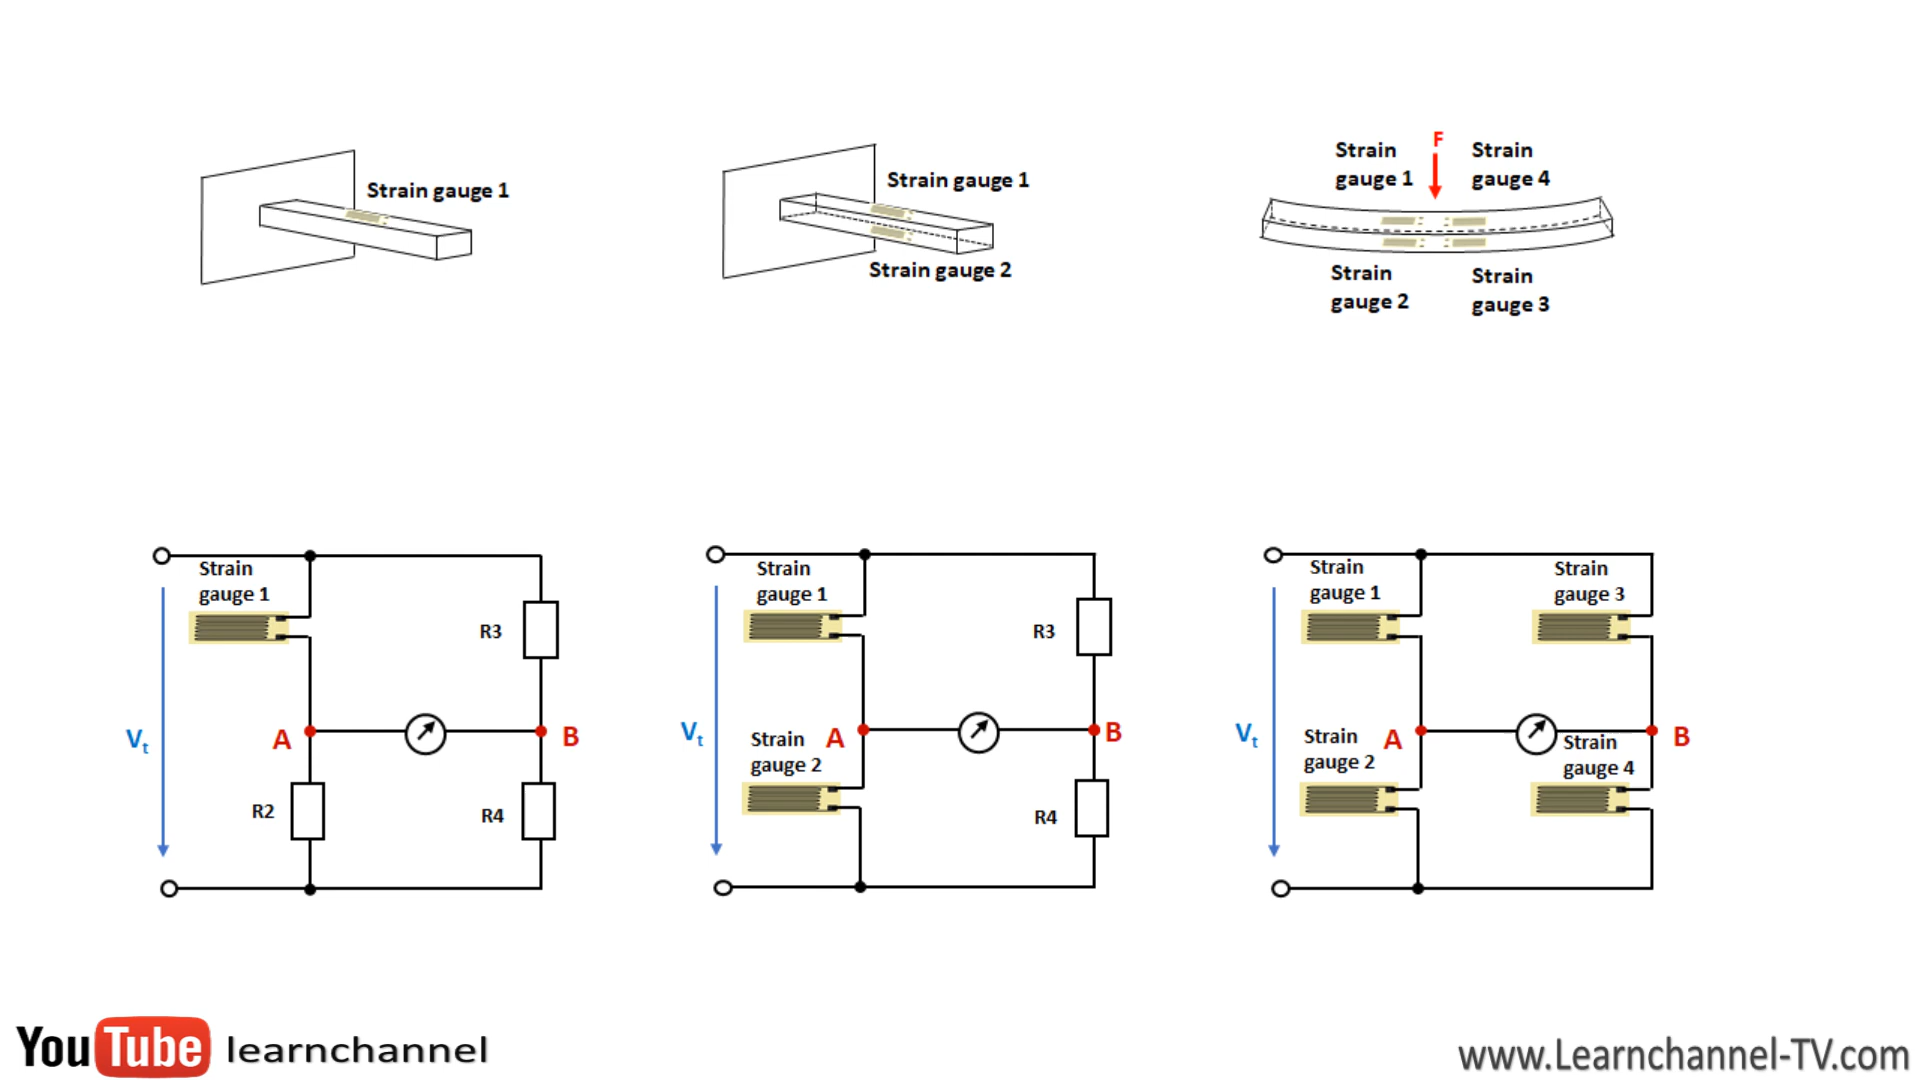 Strain gauge 1
Strain gauge 1
Strain gauge 2
F
Strain
gauge 1
Strain
gauge 4
Strain
gauge 2
Strain
gauge 3
Strain
gauge 1
R3
Vt
A
B
R2
R4
Strain
gauge 1
R3
Vt
Strain
gauge 2
A
B
R4
Strain
gauge 1
Strain
gauge 3
Vt
Strain
gauge 2
A
B
Strain
gauge 4
YouTube learnchannel
www.Learnchannel-TV.com